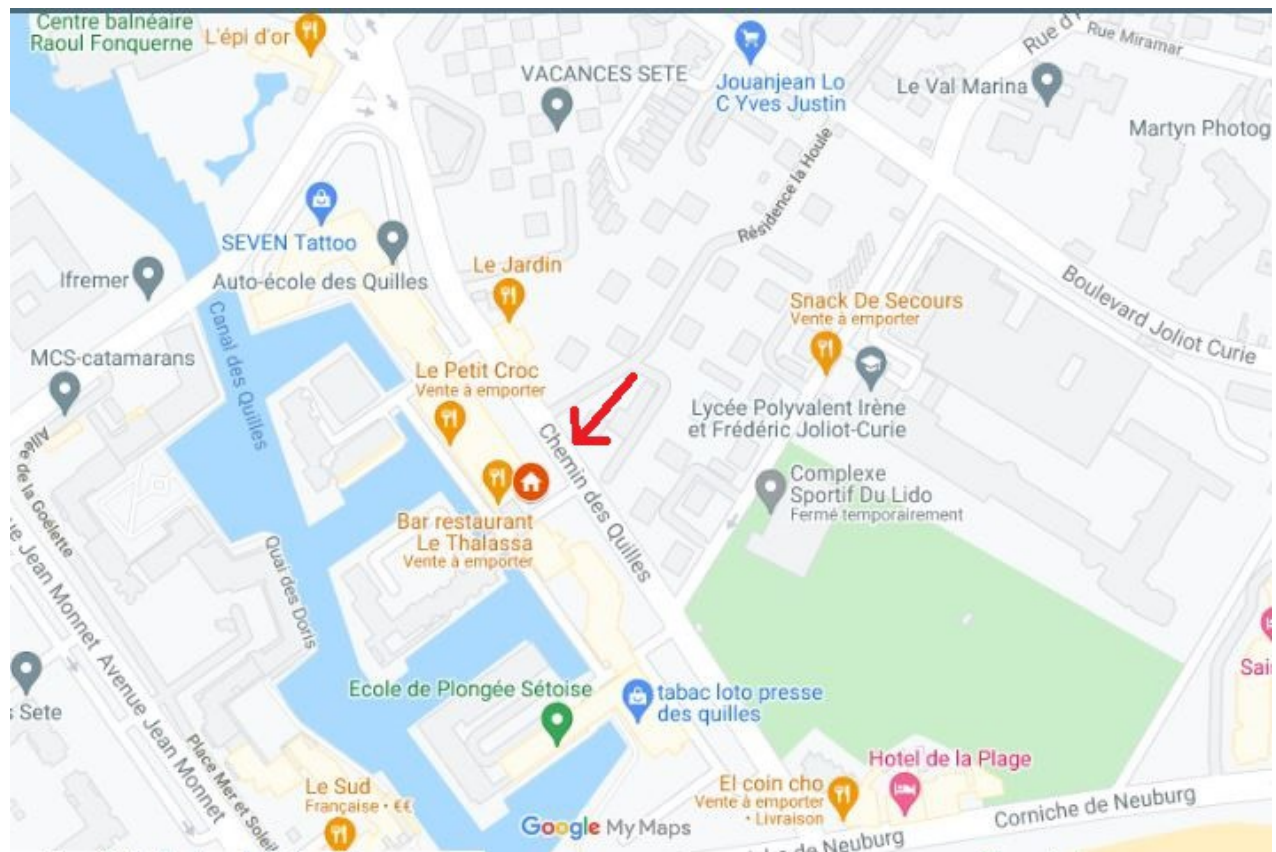 Centre balnéaire
Raoul Fonquerne
L'épi d'or
VACANCES SETE
Jouanjean Lo
C Yves Justin
Rue Miramar
Le Val Marina
Martyn Photog
Résidence la Houle
SEVEN Tattoo
Ifremer
Auto-école des Quilles
Le Jardin
Boulevard Joliot Curie
Snack De Secours
Vente à emporter
Canal des Quilles
MCS-catamarans
Le Petit Croc
Vente à emporter
Lycée Polyvalent Irène
et Frédéric Joliot-Curie
Allée de la Goélette
Chemin des Quilles
Complexe
Sportif Du Lido
Fermé temporairement
Bar restaurant
Le Thalassa
Vente à emporter
Quai des Doris
ue Jean Monnet
Avenue Jean Monnet
Sai
s Sete
Ecole de Plongée Sétoise
tabac loto presse
des quilles
Place Mer et Soleil
Hotel de la Plage
Le Sud
Française • €€
El coin cho
Vente à emporter
• Livraison
Corniche de Neuburg
Google My Maps
de Neuburg